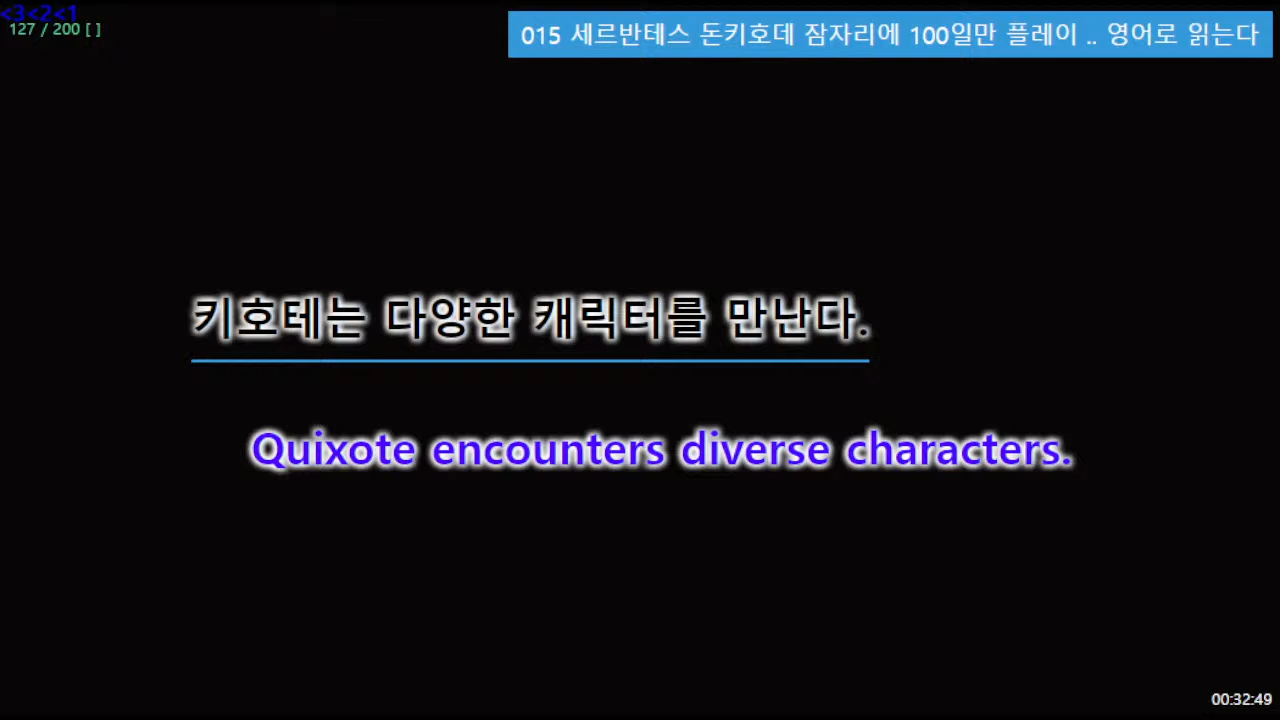 <3<2<1
127 / 200 [ ]
015 세르반테스 돈키호데 잠자리에 100일만 플레이 .. 영어로 읽는다
키호테는 다양한 캐릭터를 만난다.
Quixote encounters diverse characters.
00:32:49